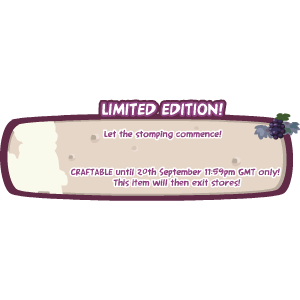 LIMITED EDITION!
Let the stomping commence!
CRAFTABLE until 20th September 11:59pm GMT only!
This item will then exit stores!